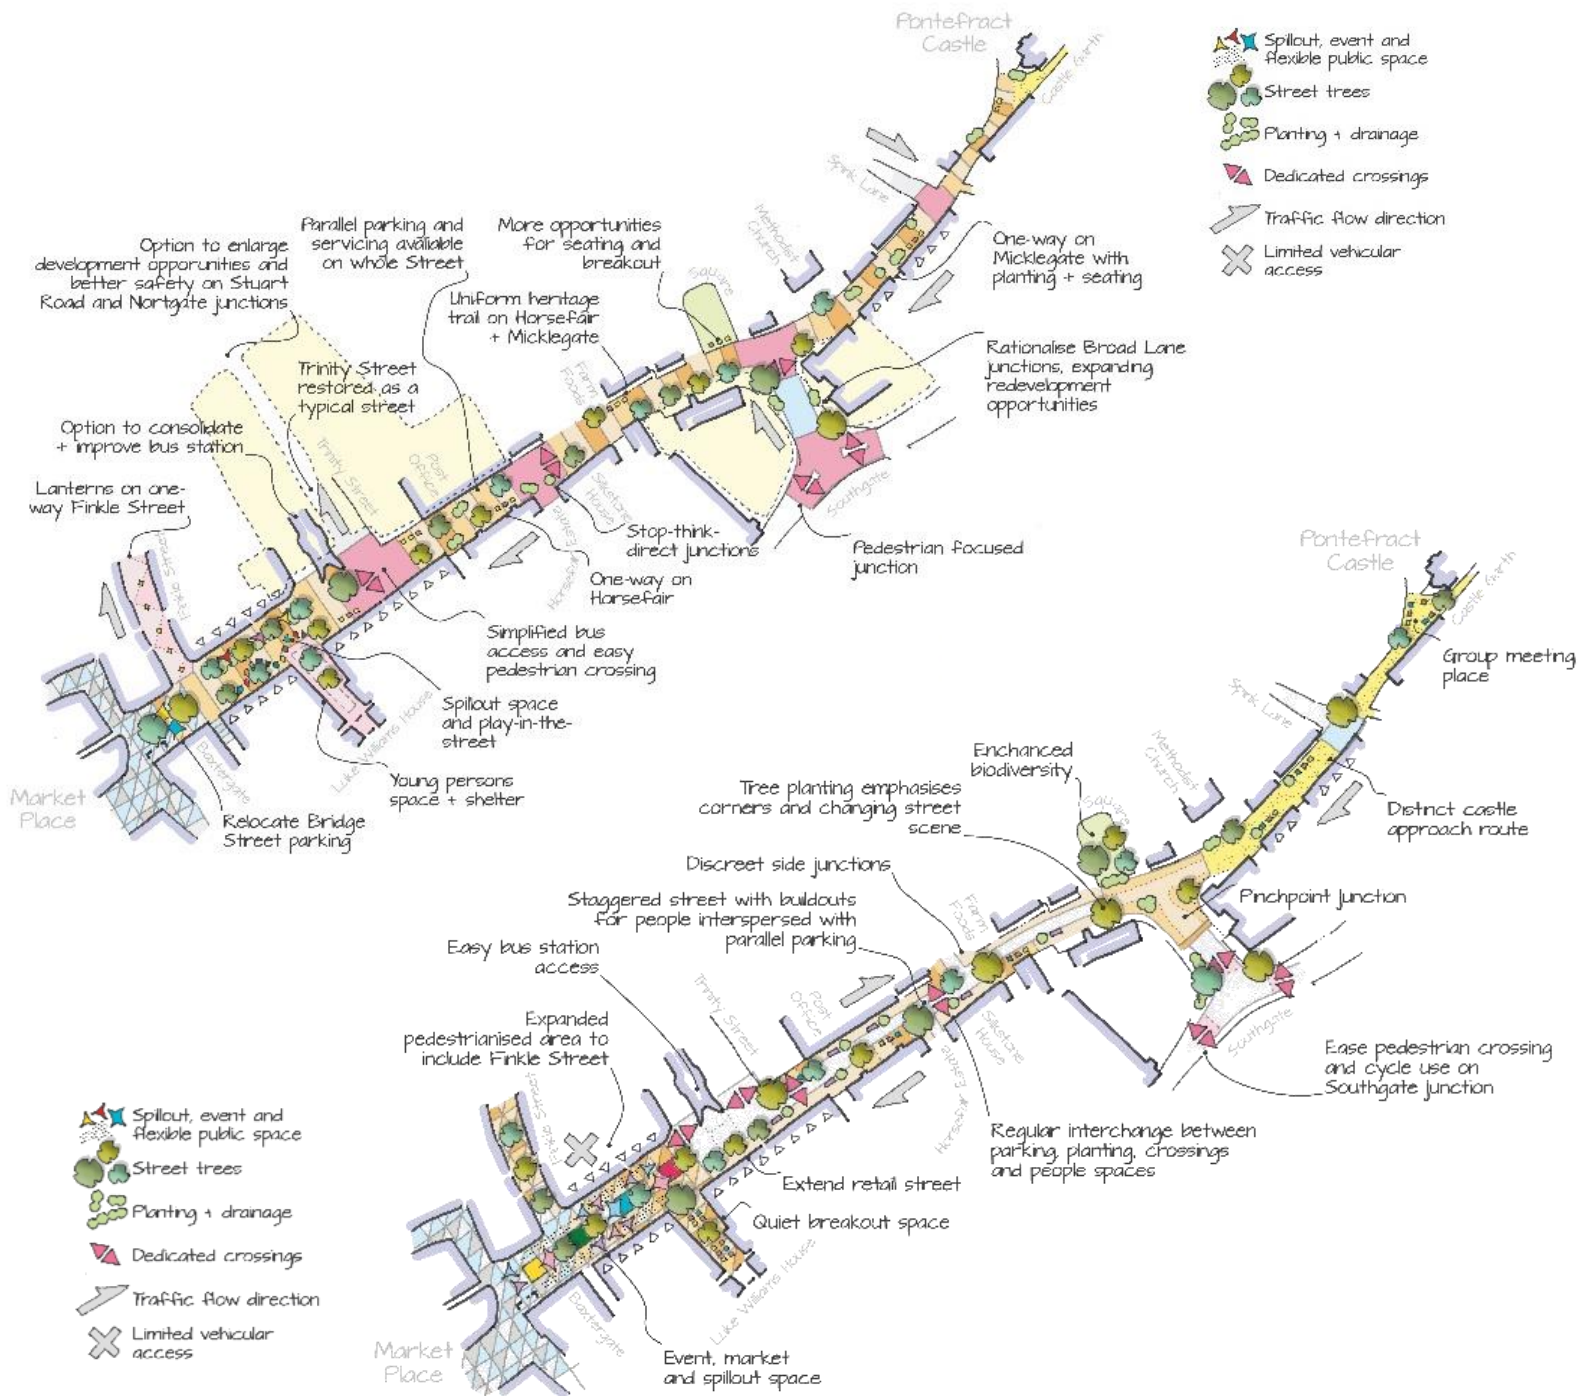 Pontefract
Castle
Castle Garth
Spink Lane
Methodist
Church
Square
Spillout, event and
flexible public space
Street trees
Planting + drainage
Dedicated crossings
Traffic flow direction
Limited vehicular
access
Option to enlarge
development opporunities and
better safety on Stuart
Road and Nortgate junctions
Parallel parking and
servicing available
on whole Street
More opportunities
for seating and
breakout
Uniform heritage
trail on Horsefair
+ Micklegate
One-way on
Micklegate with
planting + seating
Rationalise Broad Lane
junctions, expanding
redevelopment
opportunities
Trinity Street
restored as a
typical street
Option to consolidate
+ improve bus station
Lanterns on one-
way Finkle Street
Finkle Street
Trinity Street
Post
Office
Farm
Foods
Silkstone
House
Horsefair Estate
Southgate
Stop-think-
direct junctions
Pedestrian focused
junction
One-way on
Horsefair
Simplified bus
access and easy
pedestrian crossing
Spillout space
and play-in-the-
street
Young persons
space + shelter
Luke Williams House
Baxtergate
Relocate Bridge
Street parking
Market
Place
Pontefract
Castle
Castle Garth
Group meeting
place
Spink Lane
Methodist
Church
Square
Enchanced
biodiversity
Tree planting emphasises
corners and changing street
scene
Distinct castle
approach route
Discreet side junctions
Pinchpoint junction
Staggered street with buildouts
for people interspersed with
parallel parking
Easy bus station
access
Expanded
pedestrianised area to
include Finkle Street
Finkle Street
Trinity Street
Post
Office
Farm
Foods
Silkstone
House
Horsefair Estate
Southgate
Ease pedestrian crossing
and cycle use on
Southgate junction
Regular interchange between
parking, planting, crossings
and people spaces
Extend retail street
Quiet breakout space
Luke Williams House
Baxtergate
Event, market
and spillout space
Market
Place
Spillout, event and
flexible public space
Street trees
Planting + drainage
Dedicated crossings
Traffic flow direction
Limited vehicular
access